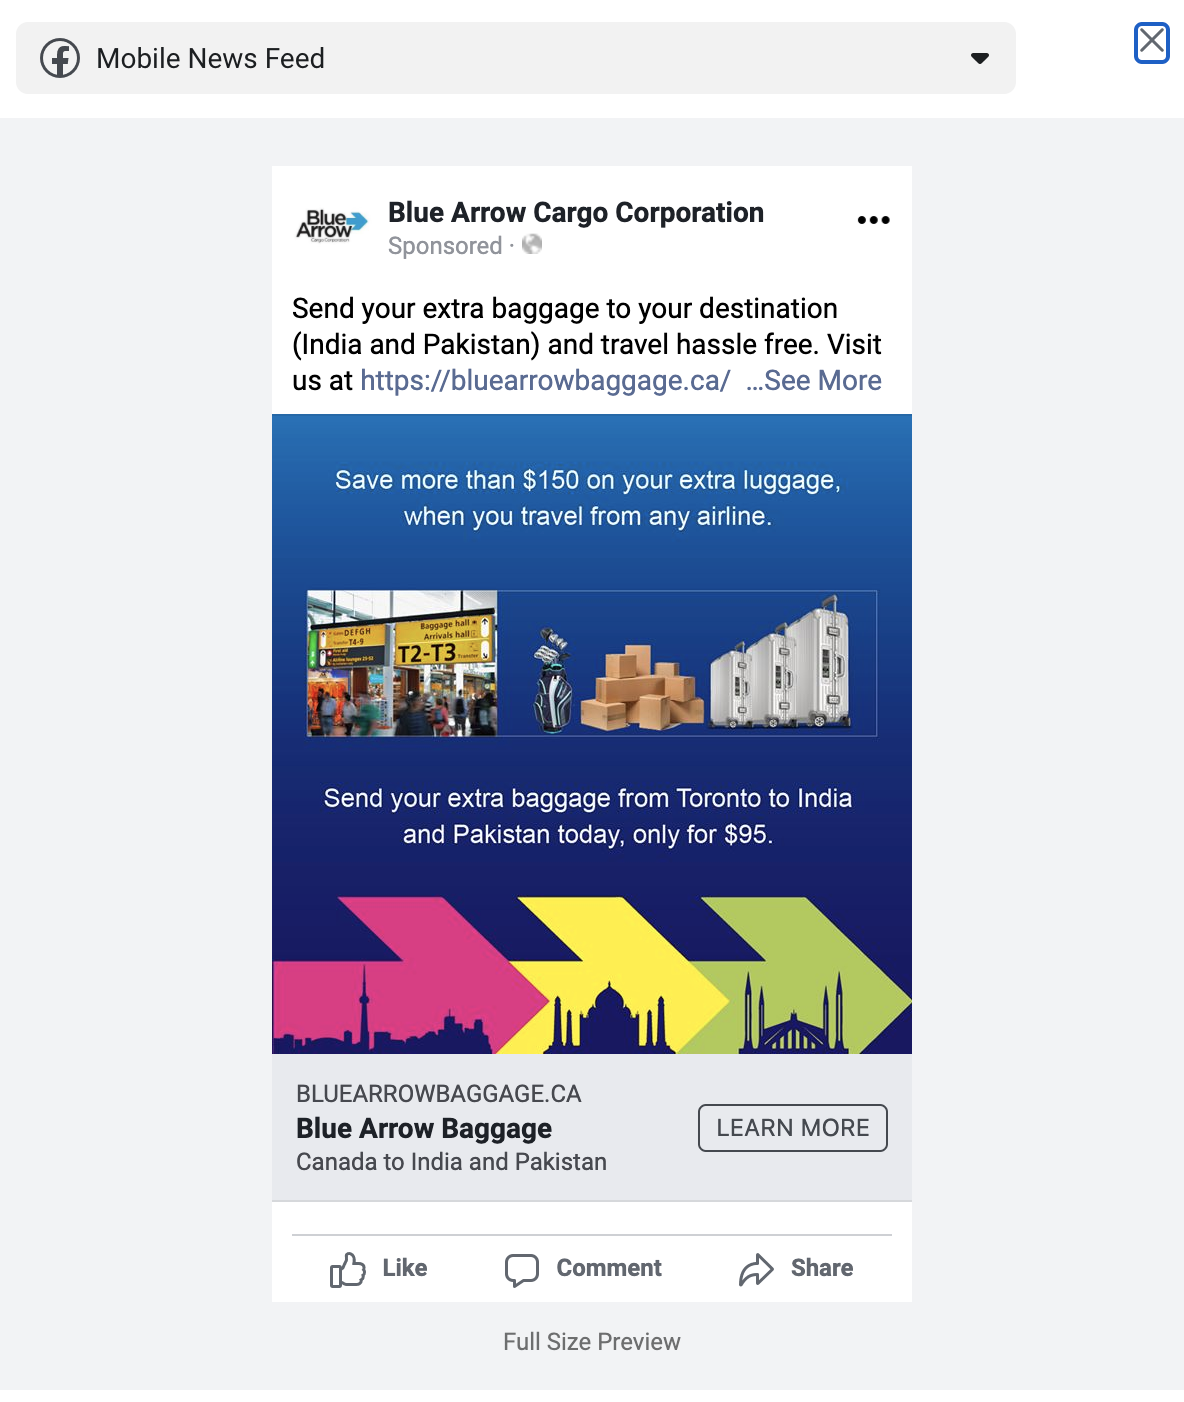 Mobile News Feed
Blue
Arrow
Cargo Corporation
Blue Arrow Cargo Corporation
Sponsored ·
Send your extra baggage to your destination
(India and Pakistan) and travel hassle free. Visit
us at https://bluearrowbaggage.ca/ ...See More
Save more than $150 on your extra luggage,
when you travel from any airline.
DEFGH
T4-9
Baggage hall
Arrivals hall
T2-T3
Transfer
Send your extra baggage from Toronto to India
and Pakistan today, only for $95.
BLUEARROWBAGGAGE.CA
Blue Arrow Baggage
Canada to India and Pakistan
LEARN MORE
Like
Comment
Share
Full Size Preview